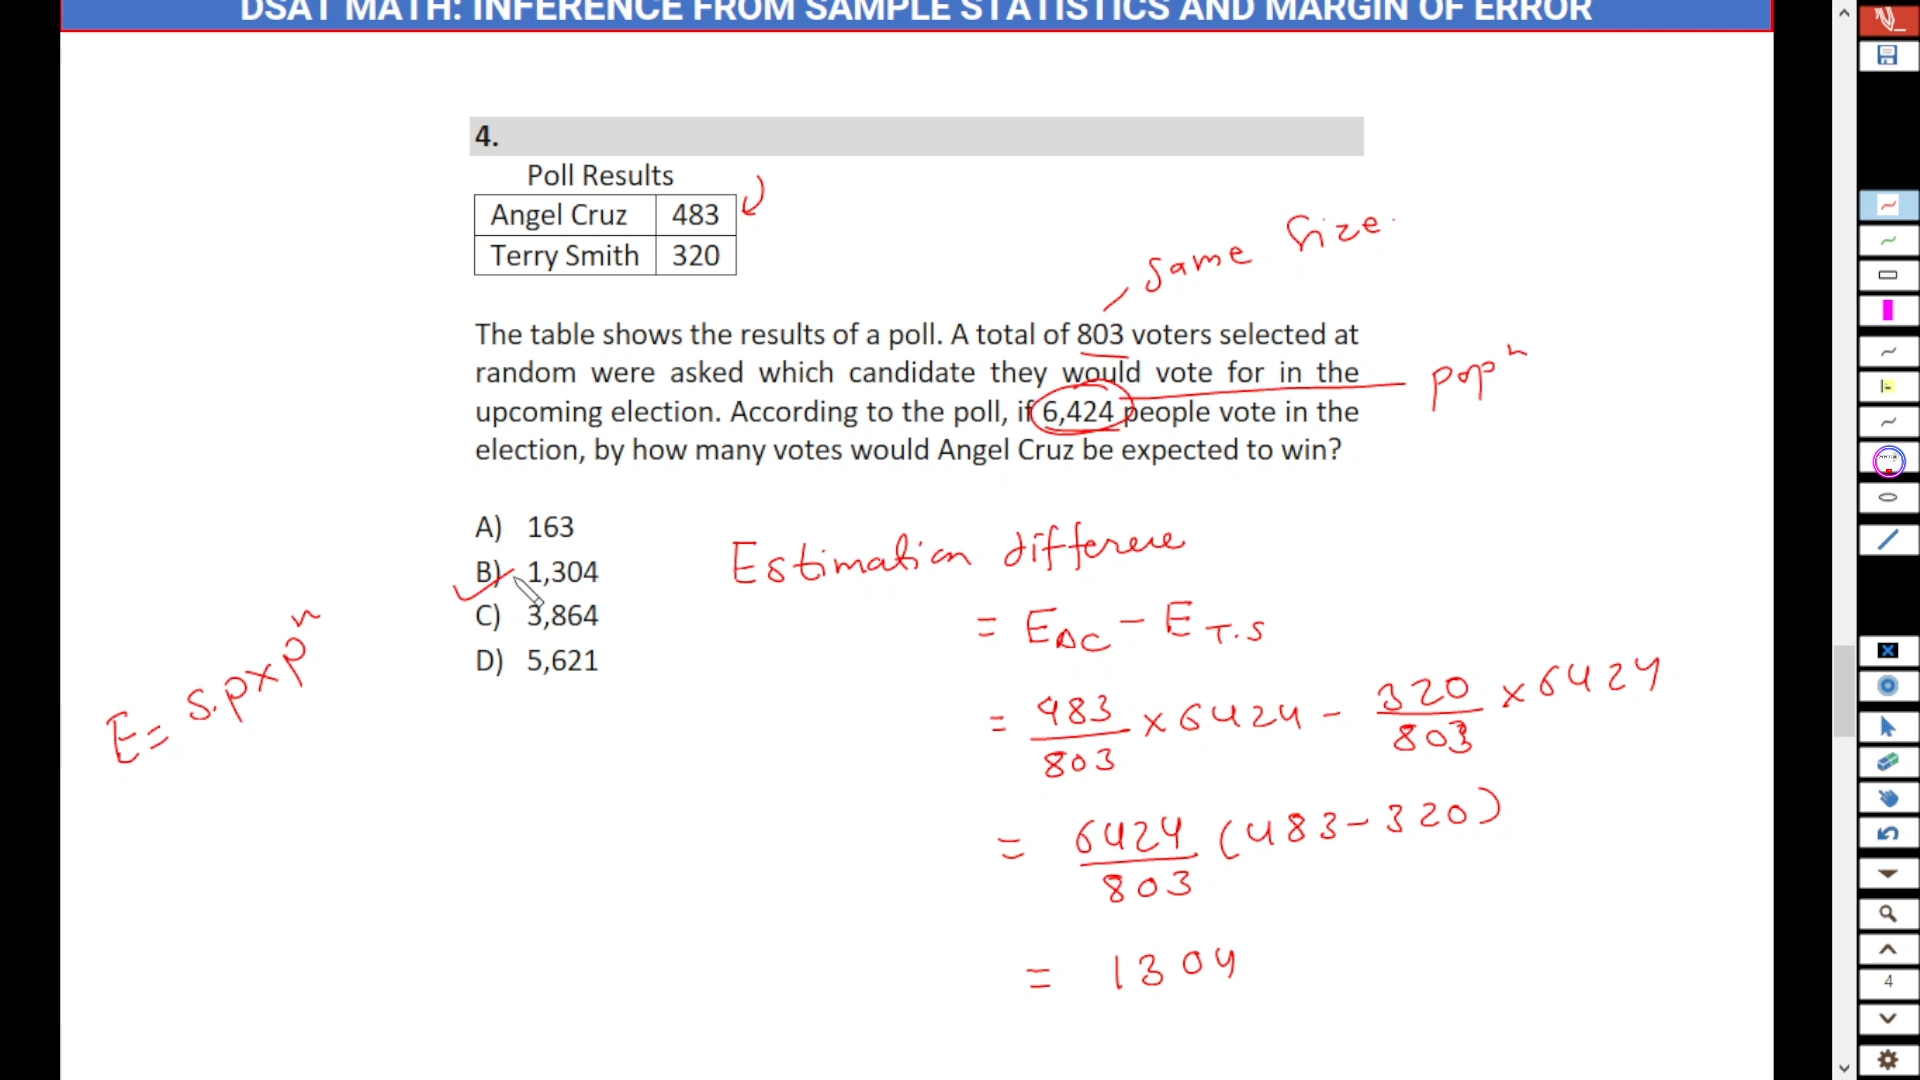 DSAT MATH: INFERENCE FROM SAMPLE STATISTICS AND MARGIN OF ERROR
4.
Poll Results
Angel Cruz 483
Terry Smith 320
Same Size.
The table shows the results of a poll. A total of 803 voters selected at
random were asked which candidate they would vote for in the
upcoming election. According to the poll, if 6,424 people vote in the
election, by how many votes would Angel Cruz be expected to win?
popⁿ
A) 163
B) 1,304
C) 3,864
D) 5,621
E = s.p × pⁿ
Estimation differere
= E_AC − E_T.S
= 483/803 × 6424 − 320/803 × 6424
= 6424/803 (483 − 320)
= 1304
4